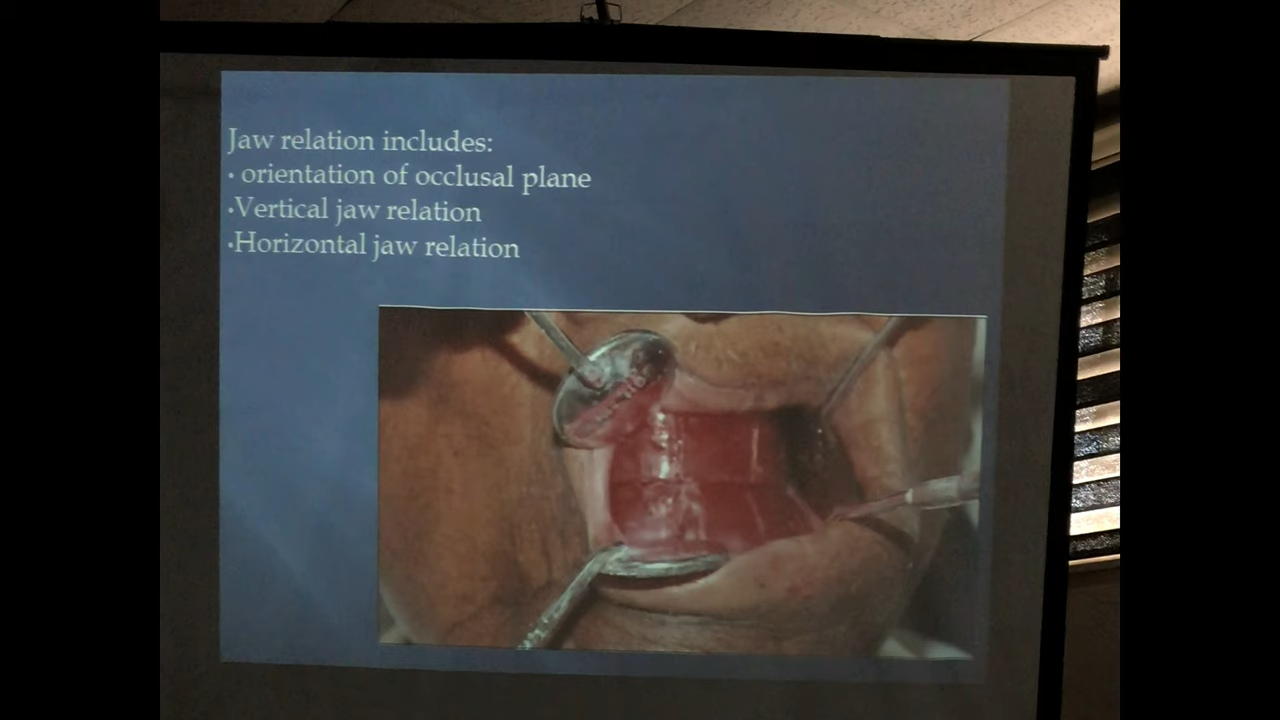 Jaw relation includes:
• orientation of occlusal plane
•Vertical jaw relation
•Horizontal jaw relation